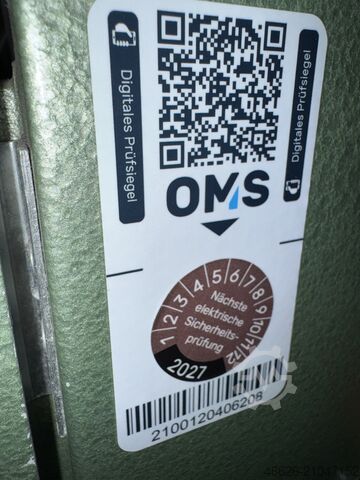 Digitales Prüfsiegel
Digitales Prüfsiegel
OMS
1 2 3 4 5 6 7 8 9 10 11 12
Nächste
elektrische
Sicherheits-
prüfung
2027
2100120406208